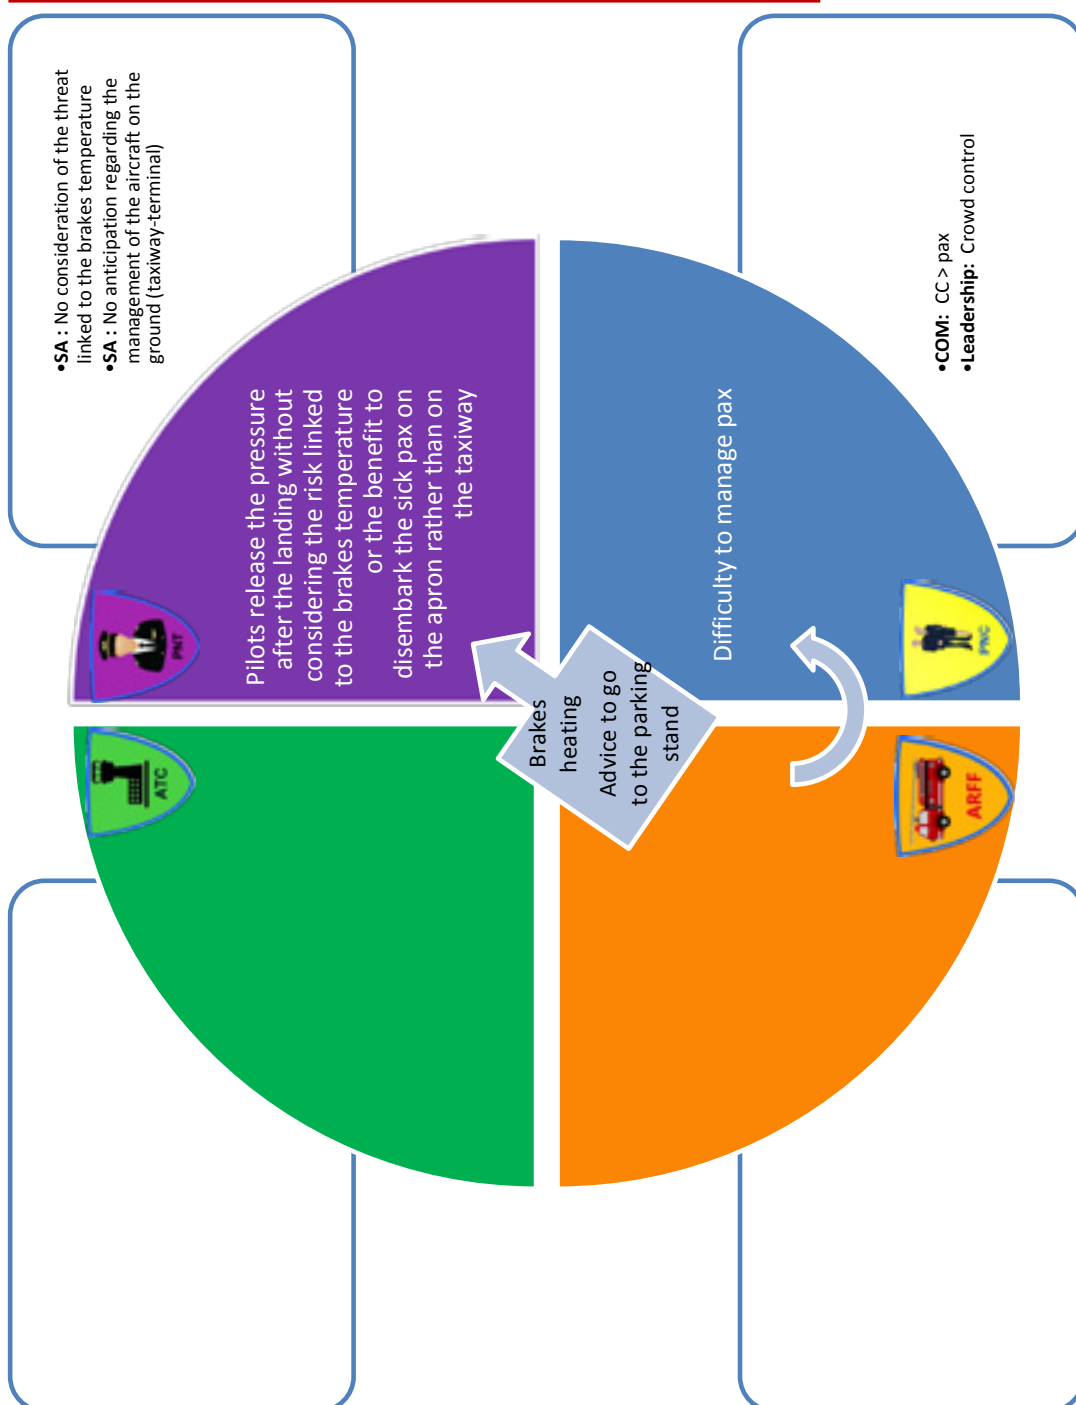 •SA : No consideration of the threat
linked to the brakes temperature
•SA : No anticipation regarding the
management of the aircraft on the
ground (taxiway-terminal)
ATC
PNT
Pilots release the pressure
after the landing without
considering the risk linked
to the brakes temperature
or the benefit to
disembark the sick pax on
the apron rather than on
the taxiway
Brakes
heating
Advice to go
to the parking
stand
Difficulty to manage pax
ARFF
PNC
•COM: CC > pax
•Leadership: Crowd control